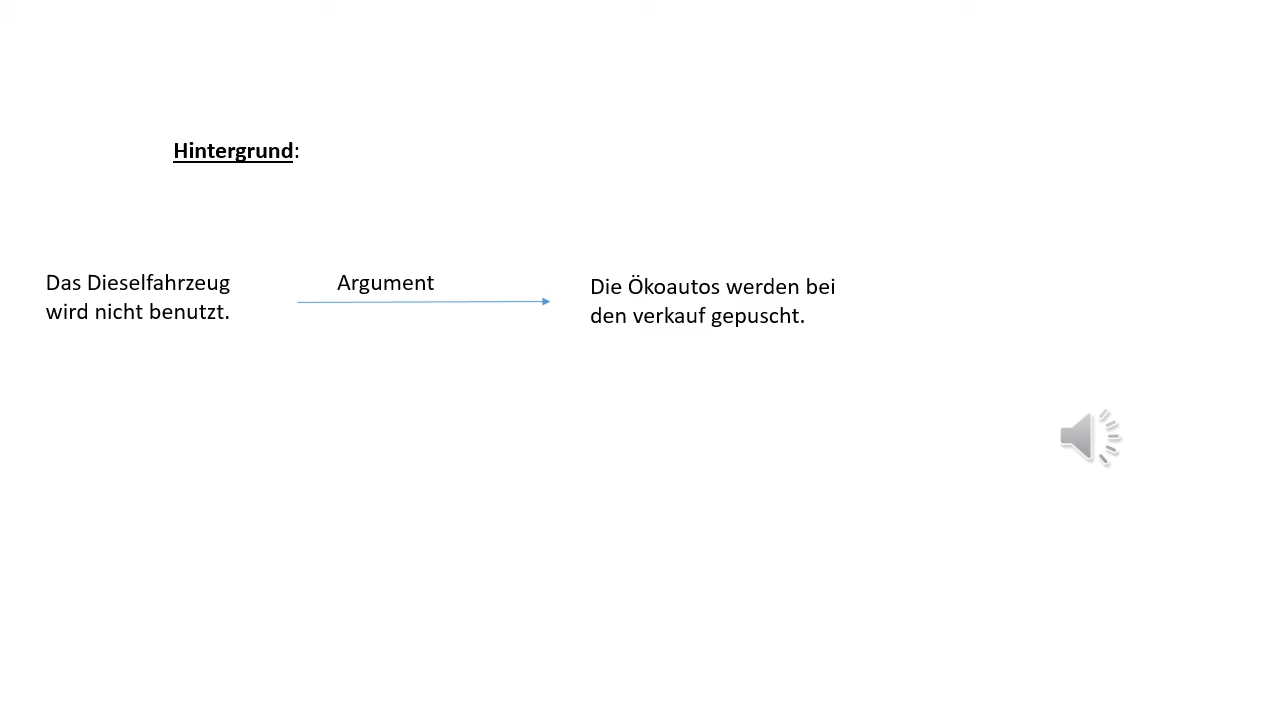 Hintergrund:
Das Dieselfahrzeug
wird nicht benutzt.
Argument
Die Ökoautos werden bei
den verkauf gepuscht.